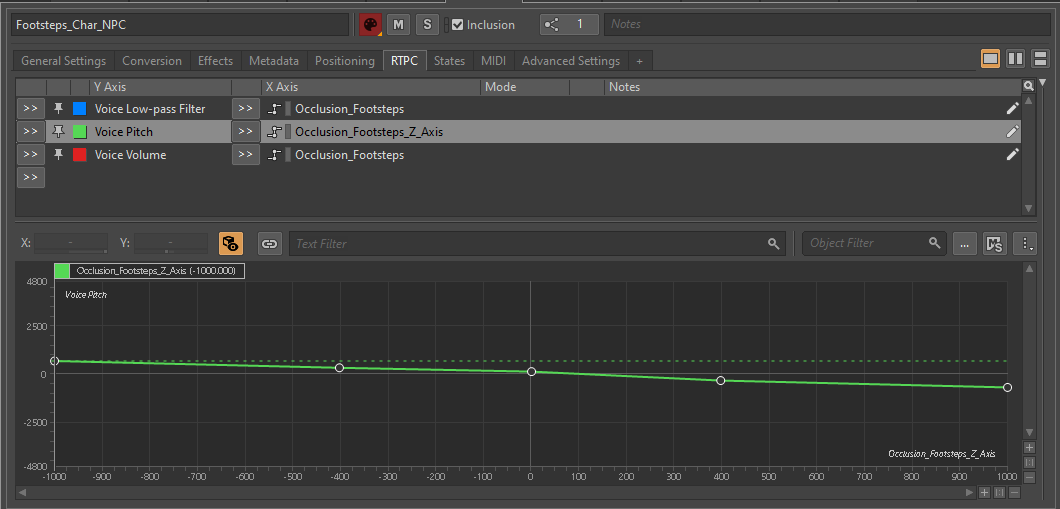 Footsteps_Char_NPC M S Inclusion 1 Notes
General Settings Conversion Effects Metadata Positioning RTPC States MIDI Advanced Settings +
Y Axis X Axis Mode Notes
>> Voice Low-pass Filter >> Occlusion_Footsteps
>> Voice Pitch >> Occlusion_Footsteps_Z_Axis
>> Voice Volume >> Occlusion_Footsteps
>>
X: - Y: - Text Filter Object Filter ... MS
Occlusion_Footsteps_Z_Axis (-1000.000)
4800
Voice Pitch
2500
0
-2500
Occlusion_Footsteps_Z_Axis
-4800
-1000 -900 -800 -700 -600 -500 -400 -300 -200 -100 0 100 200 300 400 500 600 700 800 900 1000